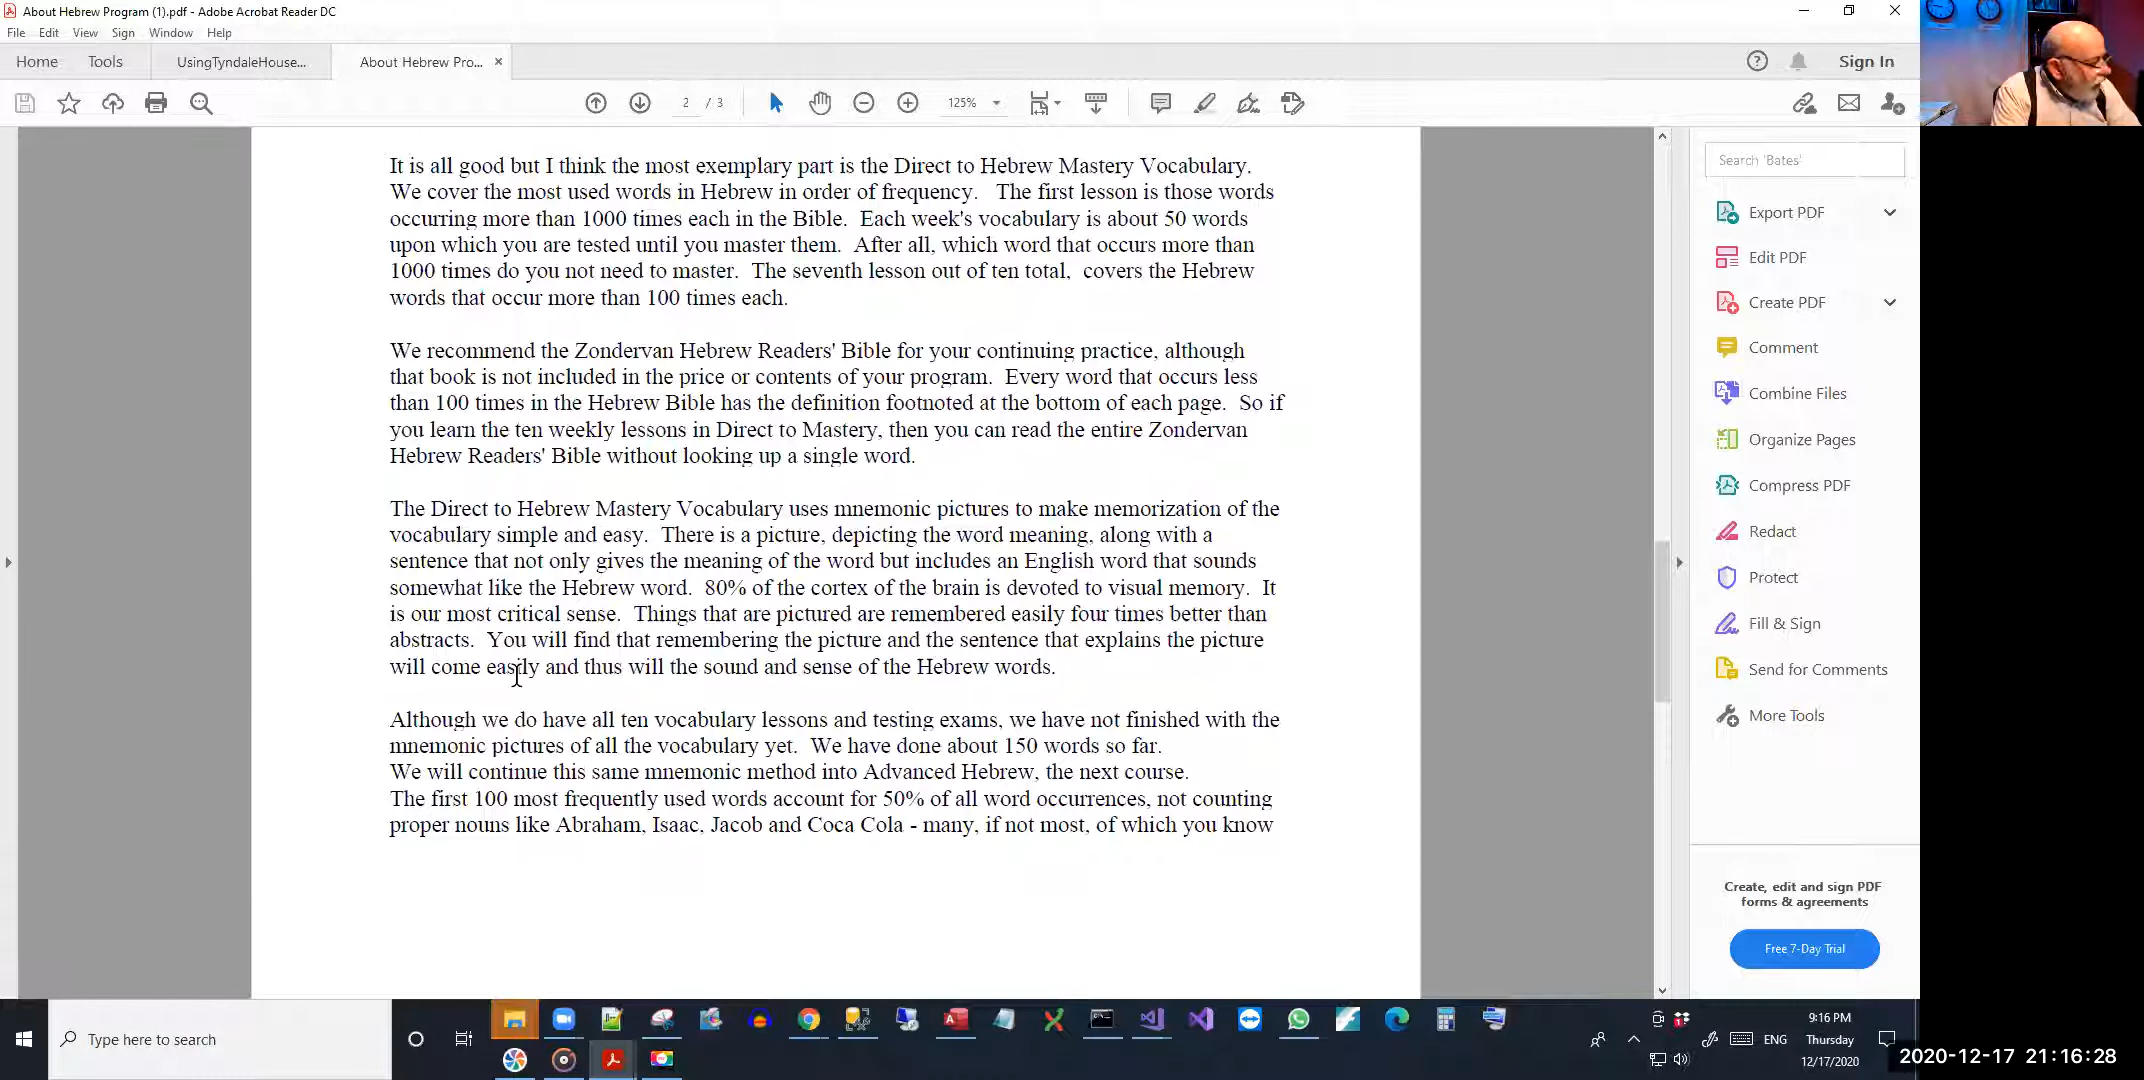 About Hebrew Program (1).pdf - Adobe Acrobat Reader DC
File Edit View Sign Window Help
Home Tools UsingTyndaleHouse... About Hebrew Pro... Sign In
2 / 3 125%
It is all good but I think the most exemplary part is the Direct to Hebrew Mastery Vocabulary.
We cover the most used words in Hebrew in order of frequency. The first lesson is those words
occurring more than 1000 times each in the Bible. Each week's vocabulary is about 50 words
upon which you are tested until you master them. After all, which word that occurs more than
1000 times do you not need to master. The seventh lesson out of ten total, covers the Hebrew
words that occur more than 100 times each.
We recommend the Zondervan Hebrew Readers' Bible for your continuing practice, although
that book is not included in the price or contents of your program. Every word that occurs less
than 100 times in the Hebrew Bible has the definition footnoted at the bottom of each page. So if
you learn the ten weekly lessons in Direct to Mastery, then you can read the entire Zondervan
Hebrew Readers' Bible without looking up a single word.
The Direct to Hebrew Mastery Vocabulary uses mnemonic pictures to make memorization of the
vocabulary simple and easy. There is a picture, depicting the word meaning, along with a
sentence that not only gives the meaning of the word but includes an English word that sounds
somewhat like the Hebrew word. 80% of the cortex of the brain is devoted to visual memory. It
is our most critical sense. Things that are pictured are remembered easily four times better than
abstracts. You will find that remembering the picture and the sentence that explains the picture
will come easily and thus will the sound and sense of the Hebrew words.
Although we do have all ten vocabulary lessons and testing exams, we have not finished with the
mnemonic pictures of all the vocabulary yet. We have done about 150 words so far.
We will continue this same mnemonic method into Advanced Hebrew, the next course.
The first 100 most frequently used words account for 50% of all word occurrences, not counting
proper nouns like Abraham, Isaac, Jacob and Coca Cola - many, if not most, of which you know
Search 'Bates'
Export PDF
Edit PDF
Create PDF
Comment
Combine Files
Organize Pages
Compress PDF
Redact
Protect
Fill & Sign
Send for Comments
More Tools
Create, edit and sign PDF
forms & agreements
Free 7-Day Trial
Type here to search
ENG
9:16 PM
Thursday
12/17/2020
2020-12-17 21:16:28